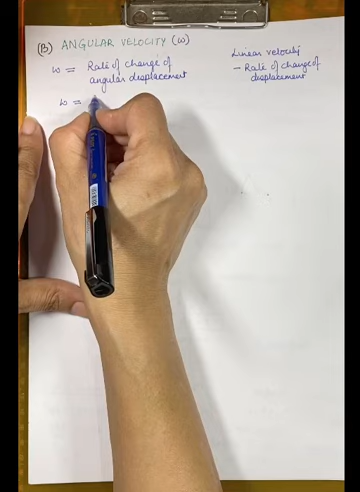 (B) ANGULAR VELOCITY (ω)
ω = Rate of change of
angular displacement
ω =
Linear velocity
- Rate of change of
displacement